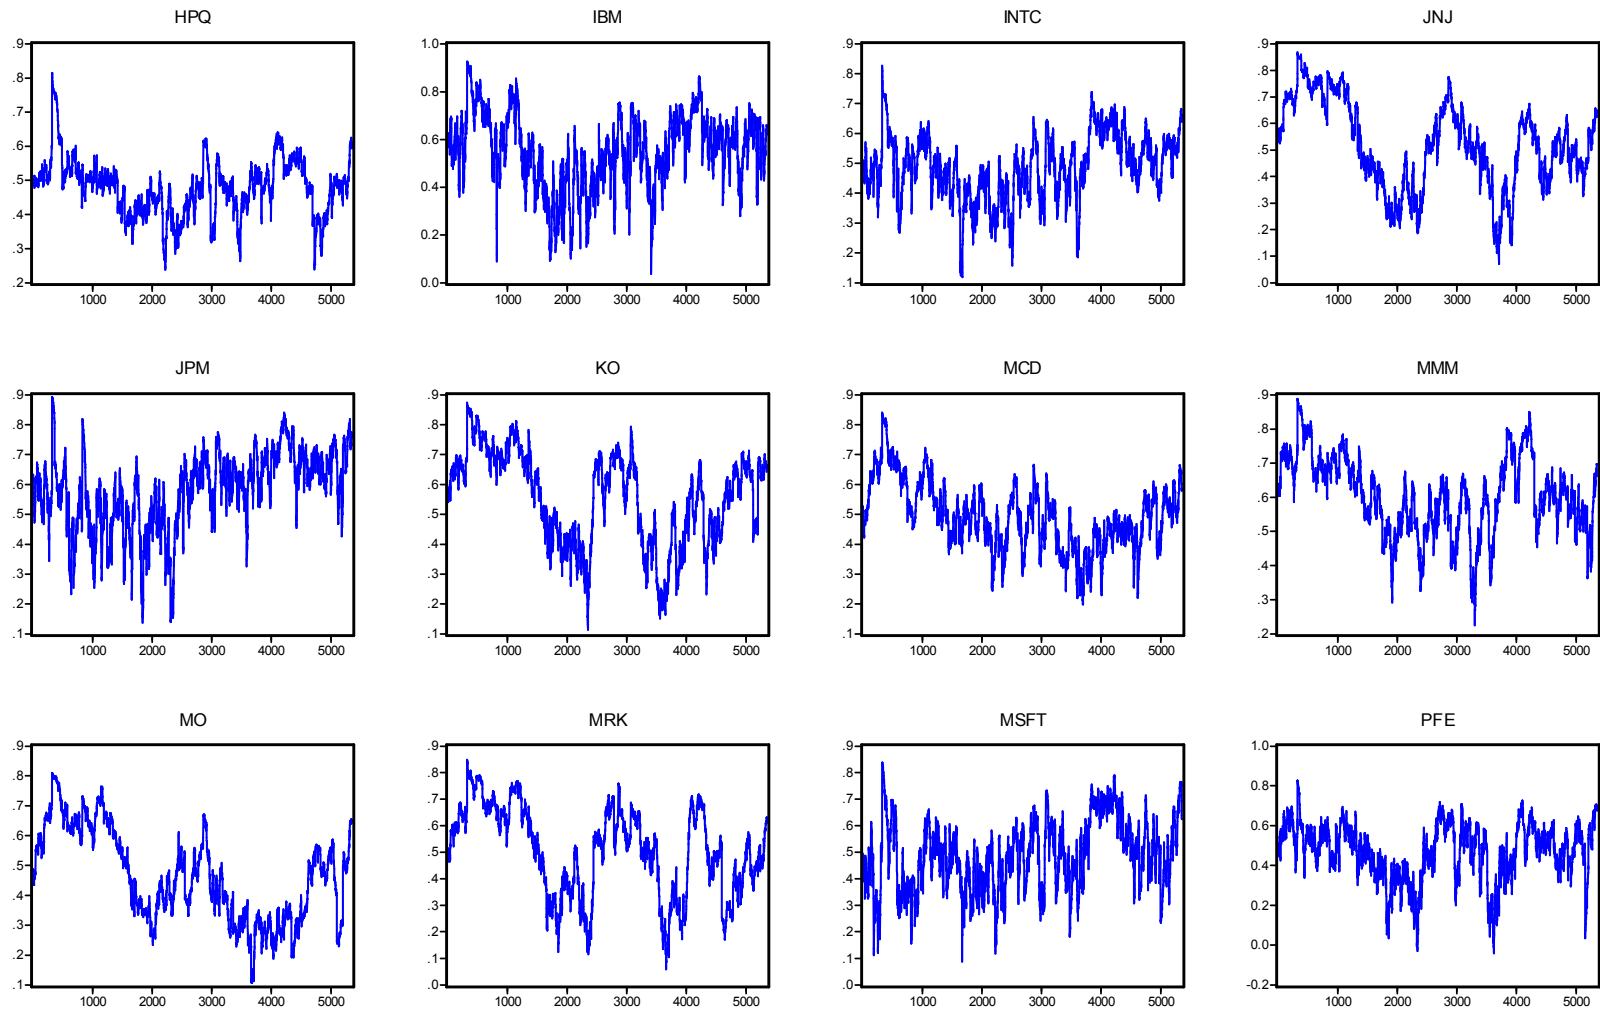 HPQ IBM INTC JNJ
.9 1.0 .9 .9
.8 0.8 .8 .8
.7 0.6 .7 .7
.6 0.4 .6 .6
.5 0.2 .5 .5
.4 0.0 .4 .4
.3 .3 .3
.2 .2 .2
.1 .1
.0
1000 2000 3000 4000 5000 1000 2000 3000 4000 5000 1000 2000 3000 4000 5000 1000 2000 3000 4000 5000
JPM KO MCD MMM
.9 .9 .9 .9
.8 .8 .8 .8
.7 .7 .7 .7
.6 .6 .6 .6
.5 .5 .5 .5
.4 .4 .4 .4
.3 .3 .3 .3
.2 .2 .2 .2
.1 .1 .1
1000 2000 3000 4000 5000 1000 2000 3000 4000 5000 1000 2000 3000 4000 5000 1000 2000 3000 4000 5000
MO MRK MSFT PFE
.9 .9 .9 1.0
.8 .8 .8 0.8
.7 .7 .7 0.6
.6 .6 .6 0.4
.5 .5 .5 0.2
.4 .4 .4 0.0
.3 .3 .3 -0.2
.2 .2 .2
.1 .1 .1
.0 .0
1000 2000 3000 4000 5000 1000 2000 3000 4000 5000 1000 2000 3000 4000 5000 1000 2000 3000 4000 5000